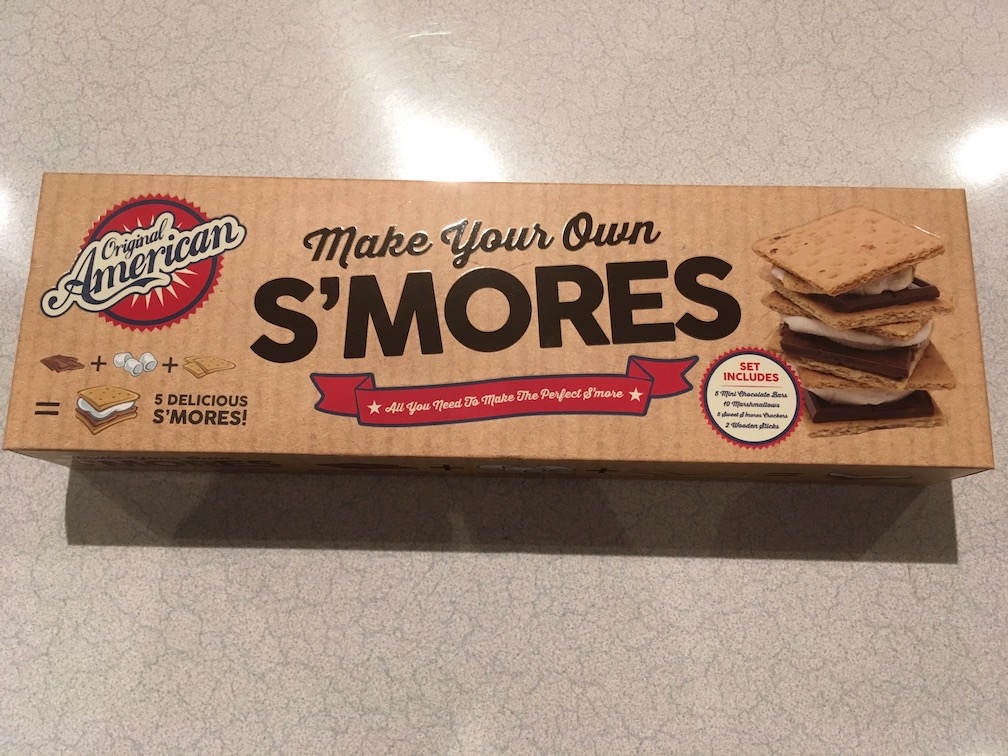 Original
American
Make Your Own
S'MORES
+ +
= 5 DELICIOUS
S'MORES!
★ All You Need To Make The Perfect S'more ★
SET
INCLUDES
5 Mini Chocolate Bars
10 Marshmallows
5 Sweet S'mores Crackers
2 Wooden Sticks